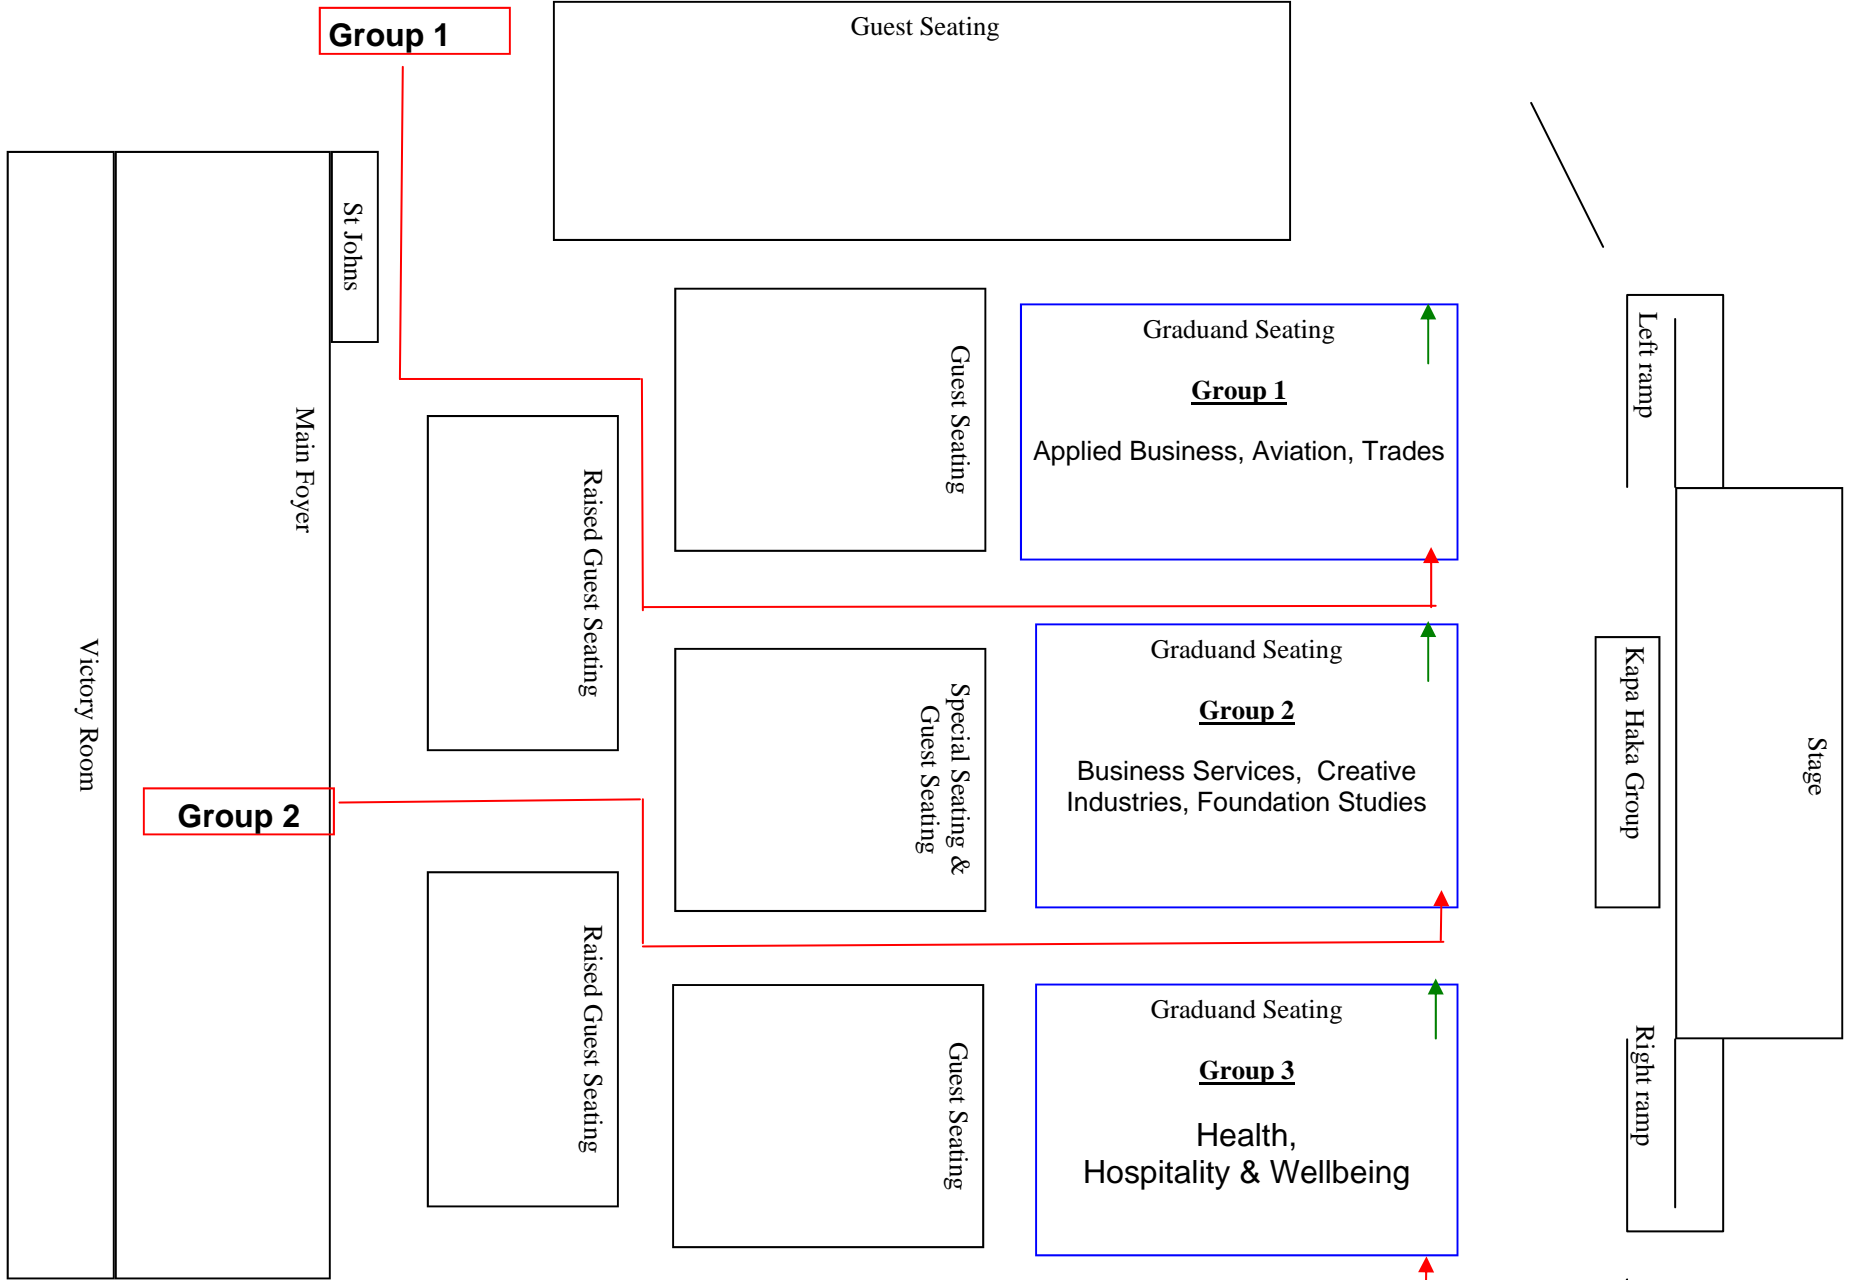 Group 1
Guest Seating
St Johns
Main Foyer
Victory Room
Group 2
Raised Guest Seating
Raised Guest Seating
Guest Seating
Special Seating &
Guest Seating
Guest Seating
Graduand Seating
Group 1
Applied Business, Aviation, Trades
Graduand Seating
Group 2
Business Services, Creative
Industries, Foundation Studies
Graduand Seating
Group 3
Health,
Hospitality & Wellbeing
Left ramp
Kapa Haka Group
Right ramp
Stage